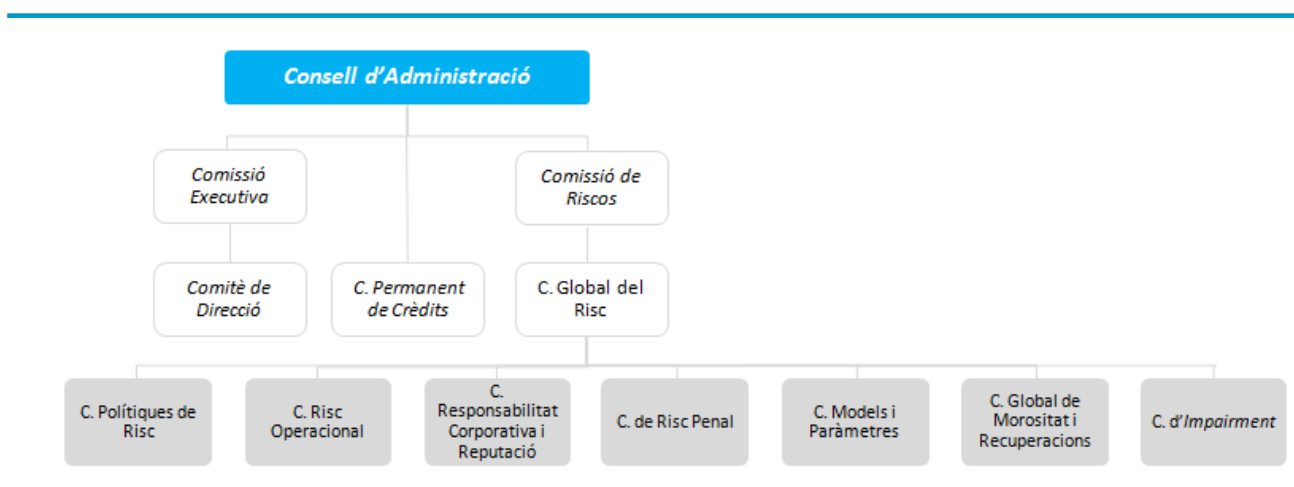 Consell d'Administració
Comissió
Executiva
Comissió de
Riscos
Comitè de
Direcció
C. Permanent
de Crèdits
C. Global del
Risc
C. Polítiques de
Risc
C. Risc
Operacional
C.
Responsabilitat
Corporativa i
Reputació
C. de Risc Penal
C. Models i
Paràmetres
C. Global de
Morositat i
Recuperacions
C. d'Impairment